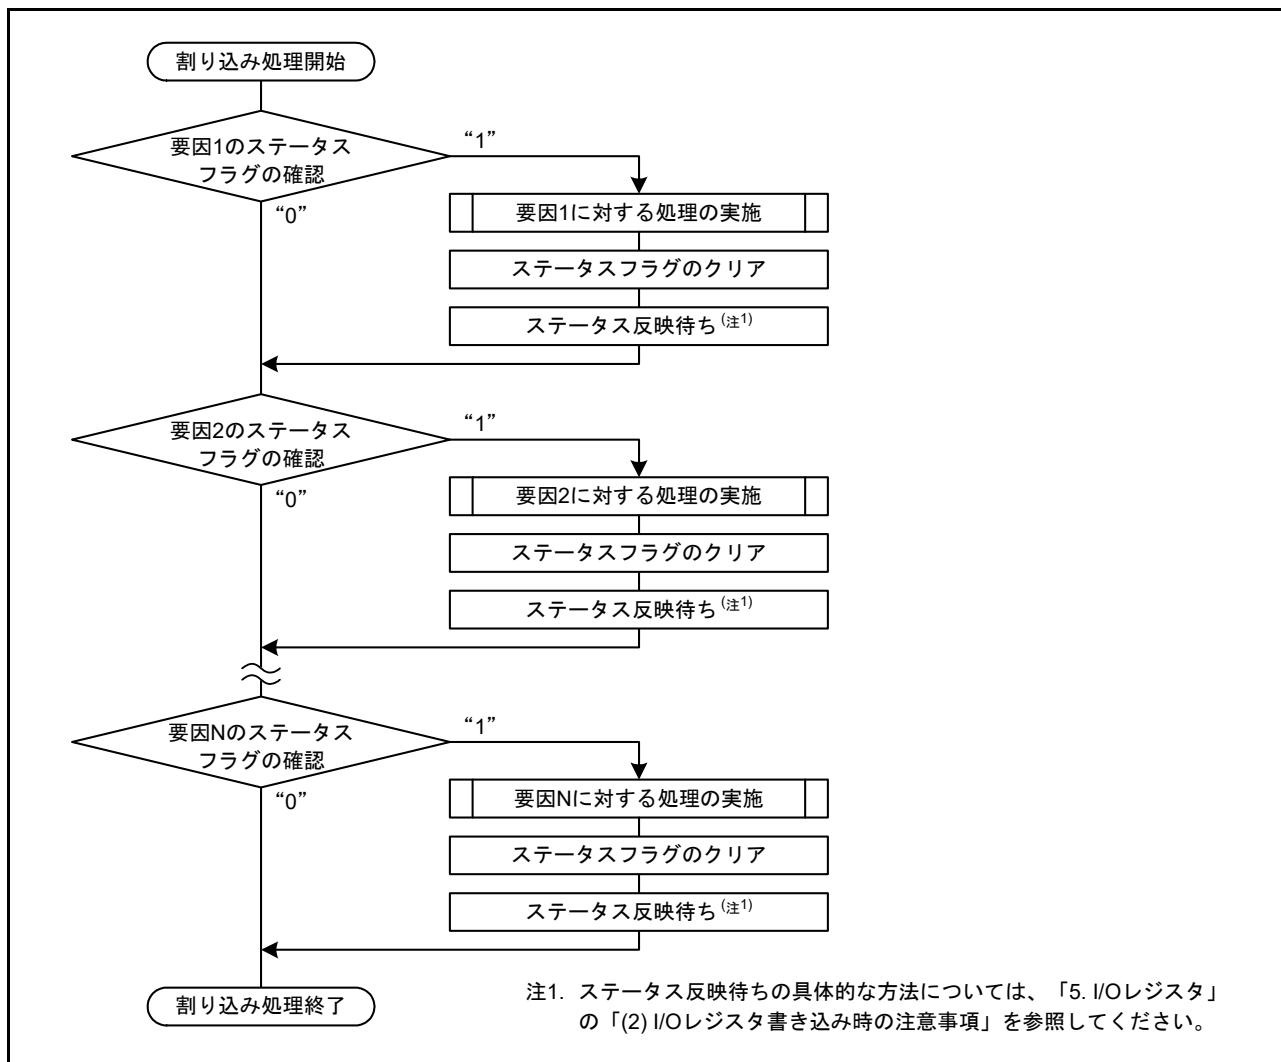 割り込み処理開始
要因1のステータス
フラグの確認
“1”
“0”
要因1に対する処理の実施
ステータスフラグのクリア
ステータス反映待ち(注1)
要因2のステータス
フラグの確認
“1”
“0”
要因2に対する処理の実施
ステータスフラグのクリア
ステータス反映待ち(注1)
要因Nのステータス
フラグの確認
“1”
“0”
要因Nに対する処理の実施
ステータスフラグのクリア
ステータス反映待ち(注1)
割り込み処理終了
注1. ステータス反映待ちの具体的な方法については、「5. I/Oレジスタ」
の「(2) I/Oレジスタ書き込み時の注意事項」を参照してください。